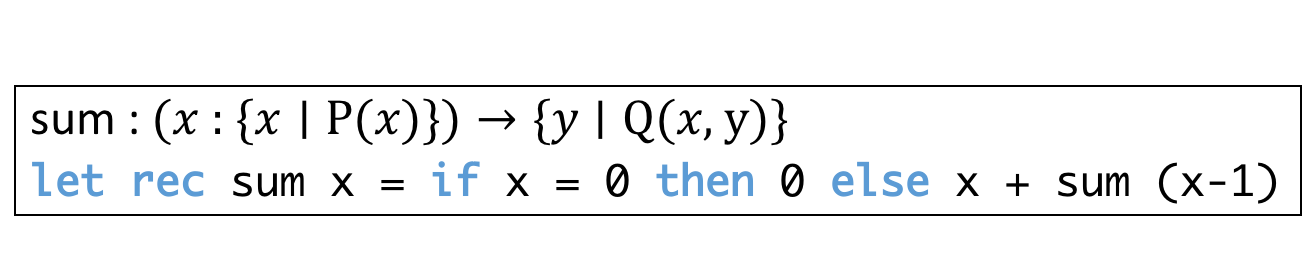 sum : (x : {x | P(x)}) → {y | Q(x, y)}
let rec sum x = if x = 0 then 0 else x + sum (x-1)